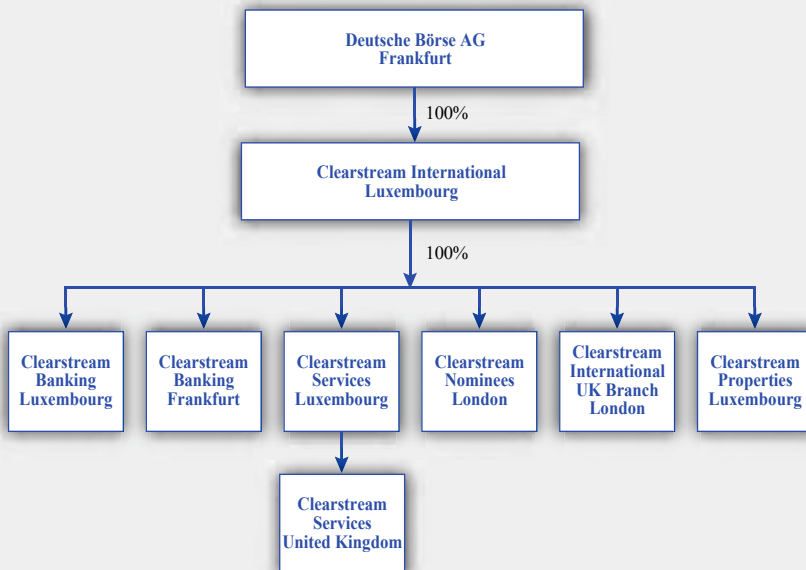 Deutsche Börse AG
Frankfurt
100%
Clearstream International
Luxembourg
100%
Clearstream
Banking
Luxembourg
Clearstream
Banking
Frankfurt
Clearstream
Services
Luxembourg
Clearstream
Nominees
London
Clearstream
International
UK Branch
London
Clearstream
Properties
Luxembourg
Clearstream
Services
United Kingdom